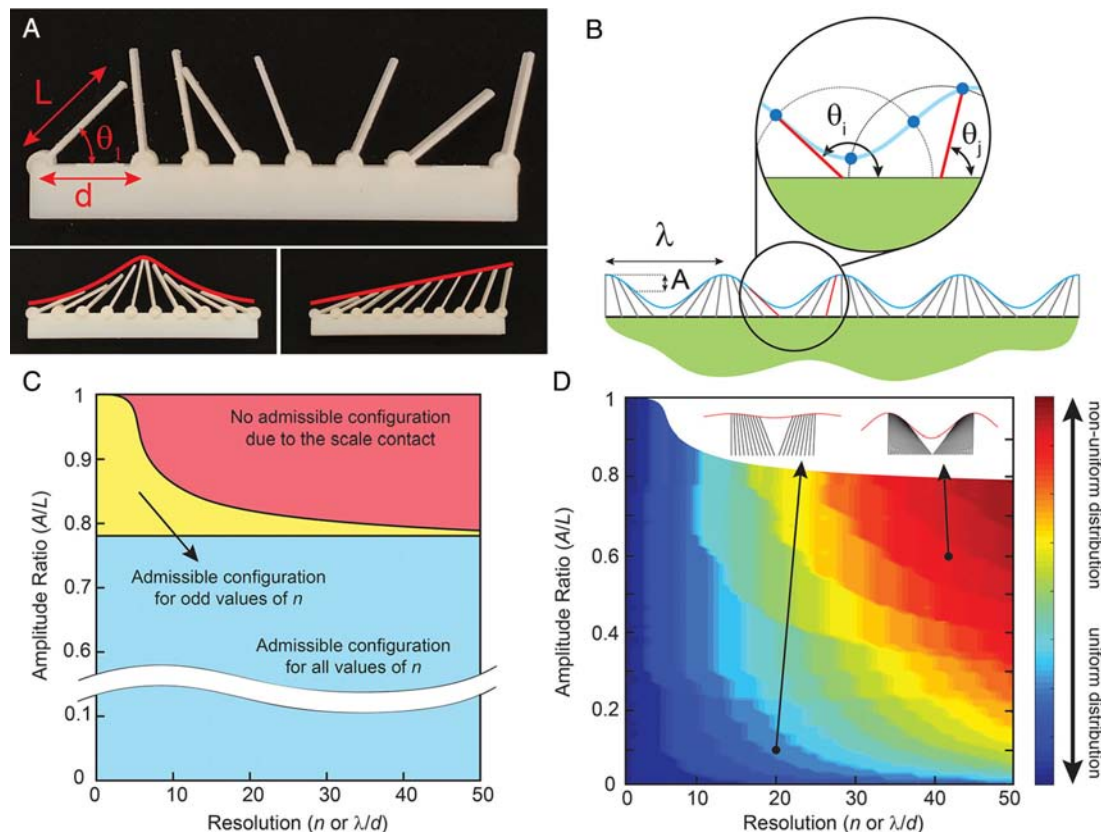 A
L
θ1
d
B
θi
θj
λ
A
C
1
0.9
0.8
0.7
0.6
0.1
0
Amplitude Ratio (A/L)
No admissible configuration
due to the scale contact
Admissible configuration
for odd values of n
Admissible configuration
for all values of n
0
10
20
30
40
50
Resolution (n or λ/d)
D
1
0.8
0.6
0.4
0.2
0
Amplitude Ratio (A/L)
0
10
20
30
40
50
Resolution (n or λ/d)
non-uniform distribution
uniform distribution